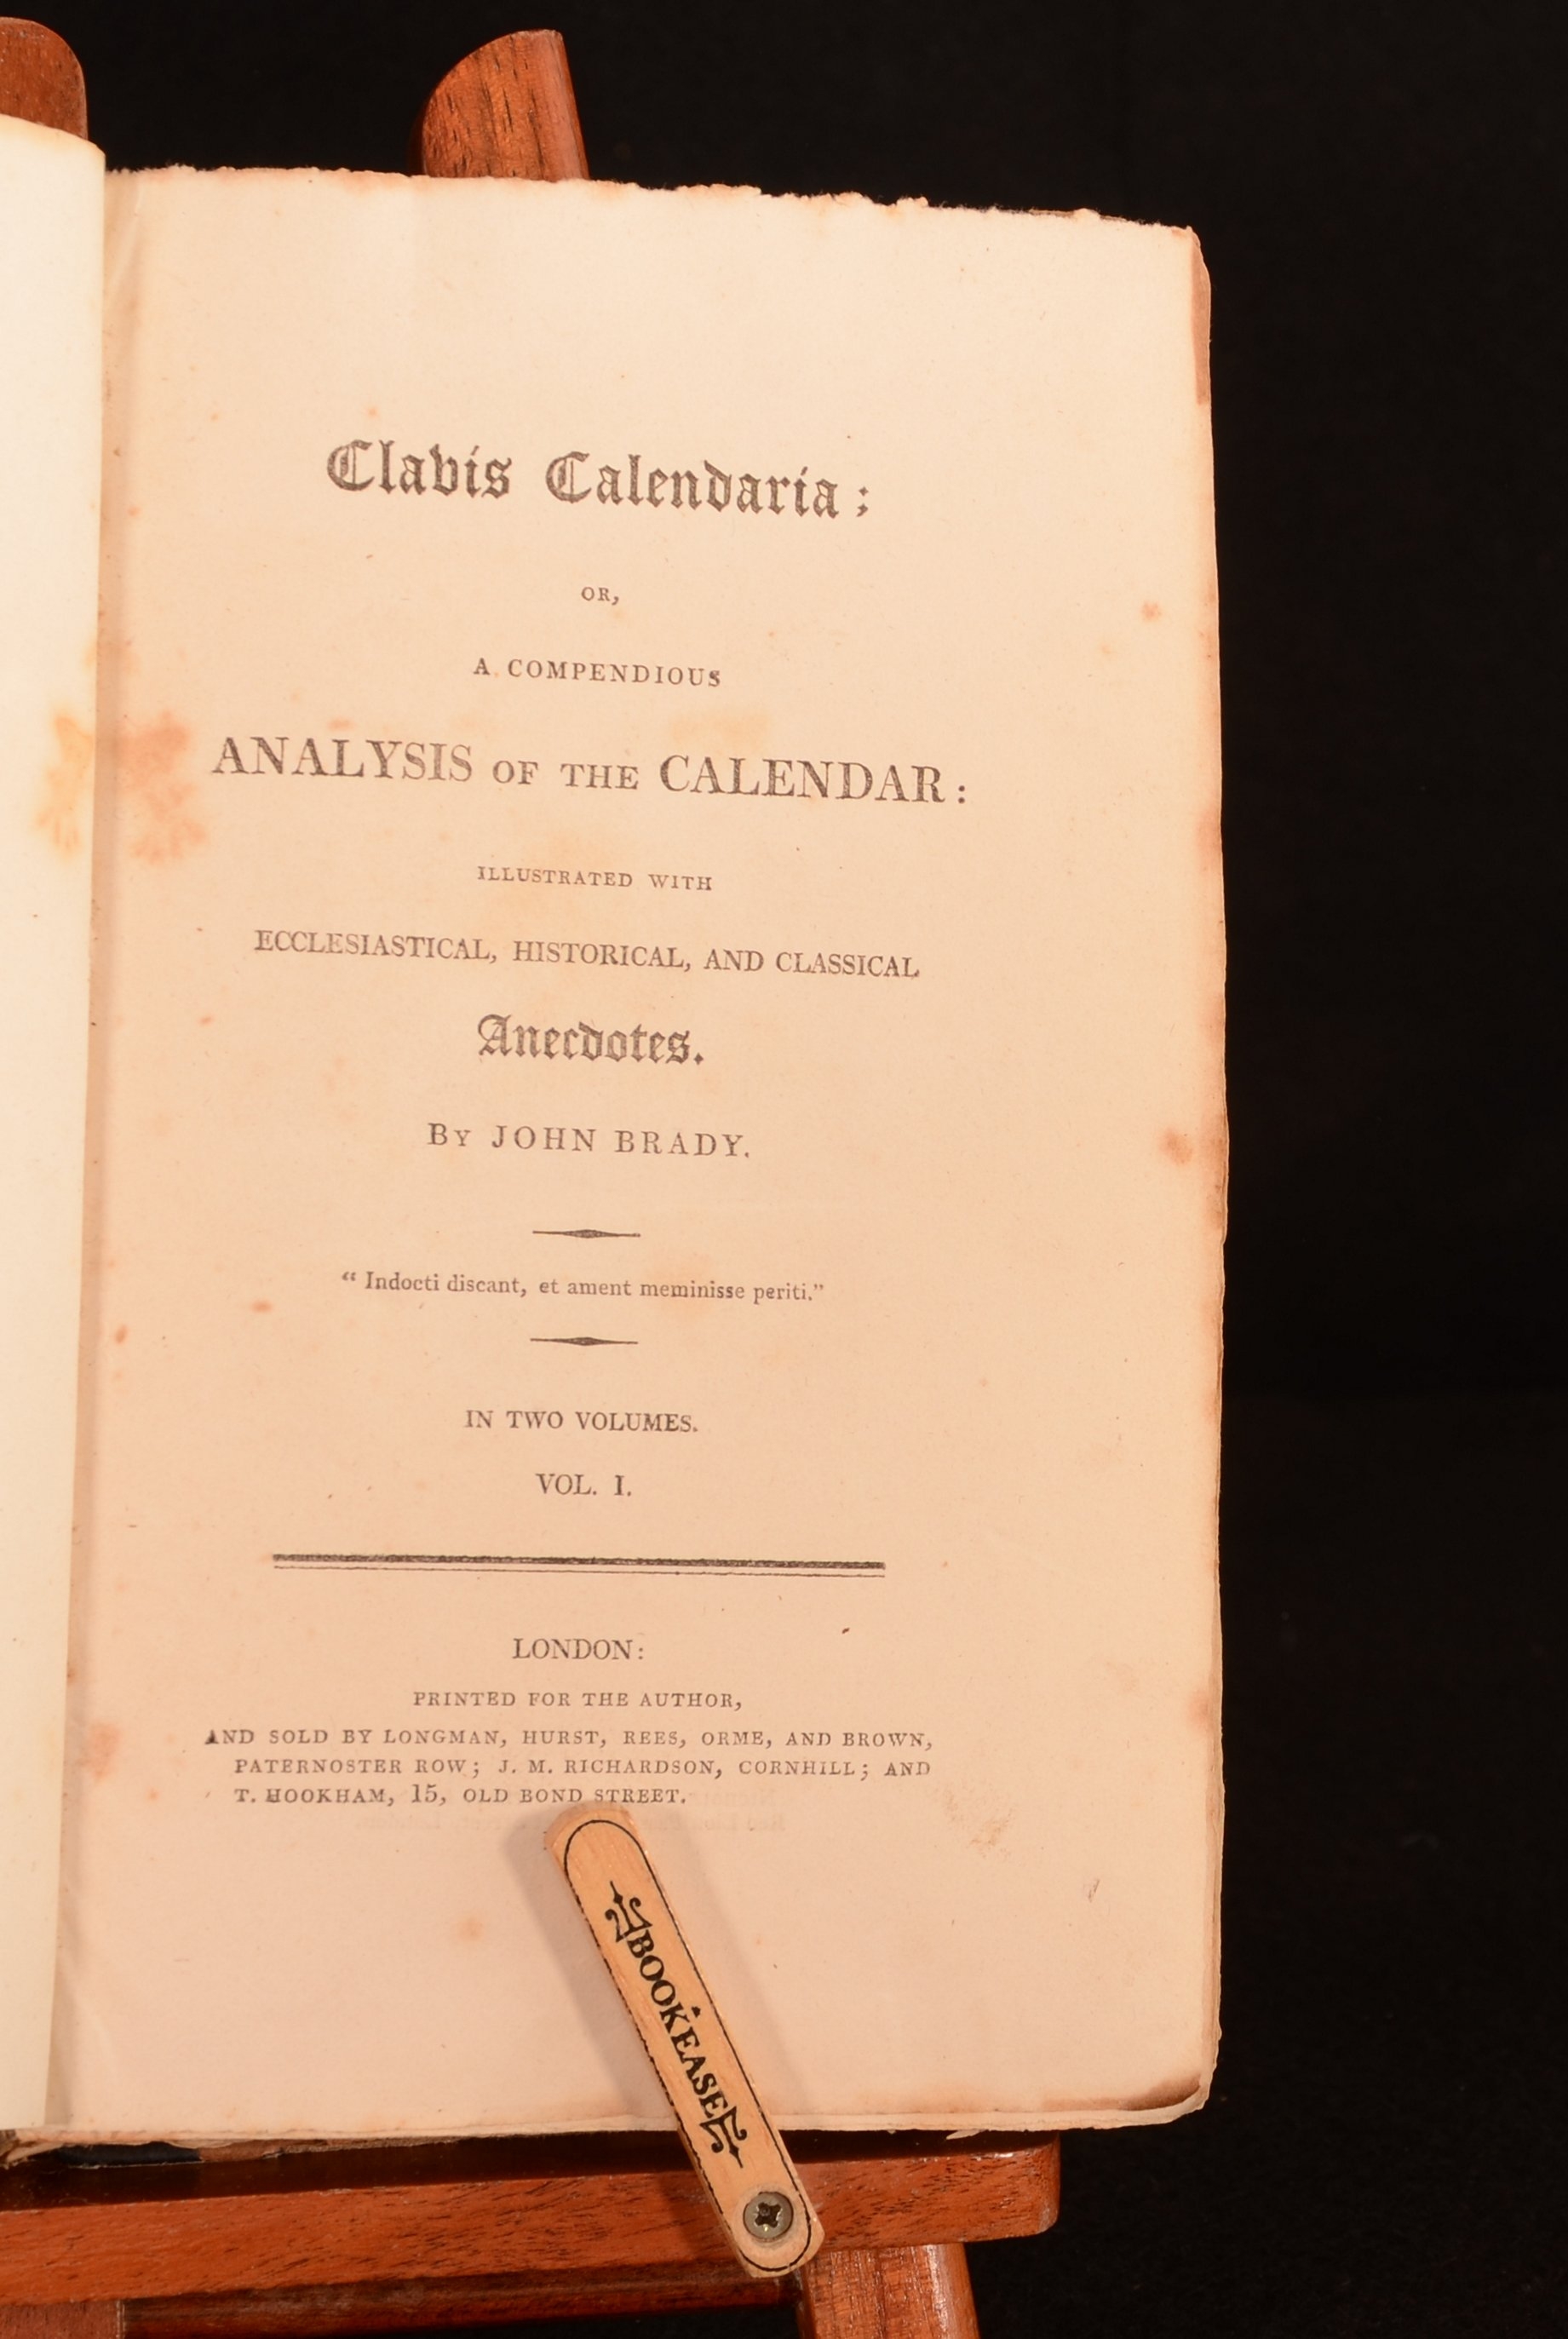 Clavis Calendaria:
OR,
A COMPENDIOUS
ANALYSIS OF THE CALENDAR:
ILLUSTRATED WITH
ECCLESIASTICAL, HISTORICAL, AND CLASSICAL
Anecdotes.
By JOHN BRADY.
“ Indocti discant, et ament meminisse periti.”
IN TWO VOLUMES.
VOL. I.
LONDON:
PRINTED FOR THE AUTHOR,
AND SOLD BY LONGMAN, HURST, REES, ORME, AND BROWN,
PATERNOSTER ROW; J. M. RICHARDSON, CORNHILL; AND
T. HOOKHAM, 15, OLD BOND STREET.
BOOKEASE